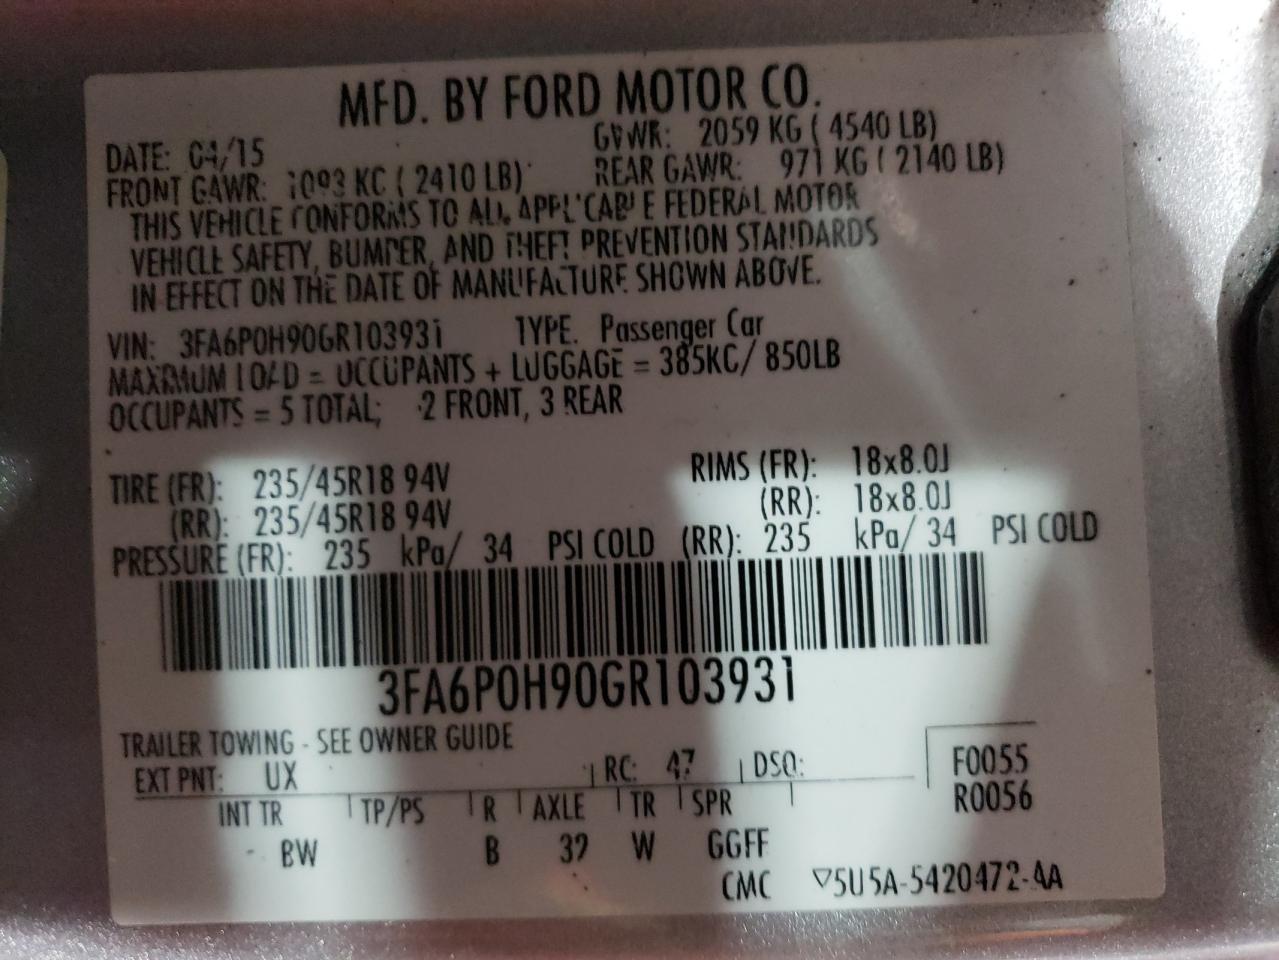 MFD. BY FORD MOTOR CO.
DATE: 04/15 GVWR: 2059 KG ( 4540 LB)
FRONT GAWR: 1093 KG ( 2410 LB) REAR GAWR: 971 KG ( 2140 LB)
THIS VEHICLE CONFORMS TO ALL APPLICABLE FEDERAL MOTOR
VEHICLE SAFETY, BUMPER, AND THEFT PREVENTION STANDARDS
IN EFFECT ON THE DATE OF MANUFACTURE SHOWN ABOVE.
VIN: 3FA6P0H90GR103931 TYPE: Passenger Car
MAXIMUM LOAD = OCCUPANTS + LUGGAGE = 385KG/ 850LB
OCCUPANTS = 5 TOTAL; 2 FRONT, 3 REAR
TIRE (FR): 235/45R18 94V RIMS (FR): 18x8.0J
(RR): 235/45R18 94V (RR): 18x8.0J
PRESSURE (FR): 235 kPa/ 34 PSI COLD (RR): 235 kPa/ 34 PSI COLD
3FA6P0H90GR103931
TRAILER TOWING - SEE OWNER GUIDE
EXT PNT: UX RC: 47 DSO: F0055
INT TR TP/PS R AXLE TR SPR R0056
BW B 32 W GGFF
CMC ▽5U5A-5420472-AA